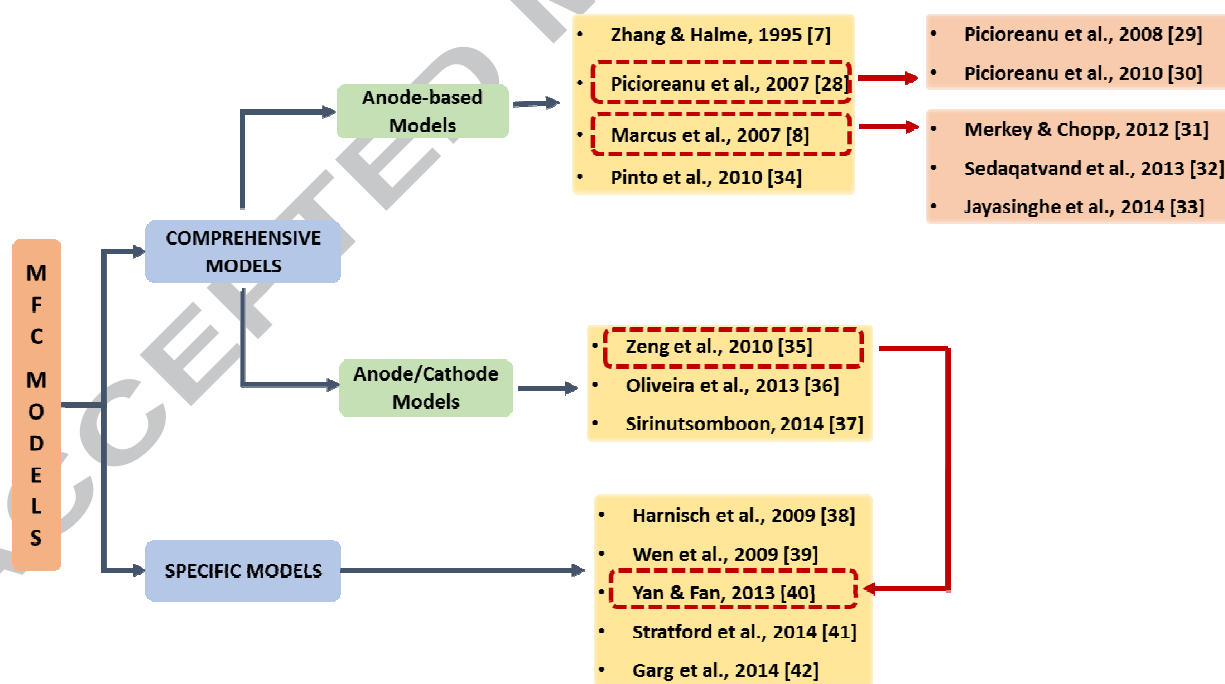 MFC MODELS
COMPREHENSIVE
MODELS
SPECIFIC MODELS
Anode-based
Models
Anode/Cathode
Models
• Zhang & Halme, 1995 [7]
• Picioreanu et al., 2007 [28]
• Marcus et al., 2007 [8]
• Pinto et al., 2010 [34]
• Picioreanu et al., 2008 [29]
• Picioreanu et al., 2010 [30]
• Merkey & Chopp, 2012 [31]
• Sedaqatvand et al., 2013 [32]
• Jayasinghe et al., 2014 [33]
• Zeng et al., 2010 [35]
• Oliveira et al., 2013 [36]
• Sirinutsomboon, 2014 [37]
• Harnisch et al., 2009 [38]
• Wen et al., 2009 [39]
• Yan & Fan, 2013 [40]
• Stratford et al., 2014 [41]
• Garg et al., 2014 [42]
ACCEPTED M